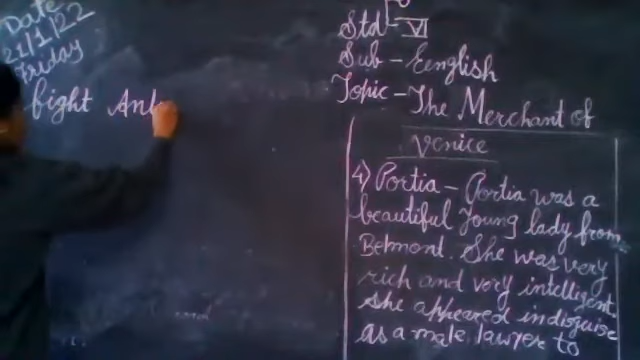 Date
21/1/22
Friday
fight Ant
Std - VI
Sub - Eenglish
Topic - The Merchant of
Venice
4) Portia - Portia was a
beautiful young lady from
Belmont. She was very
rich and very intelligent.
She appeared in disguise
as a male lawyer to